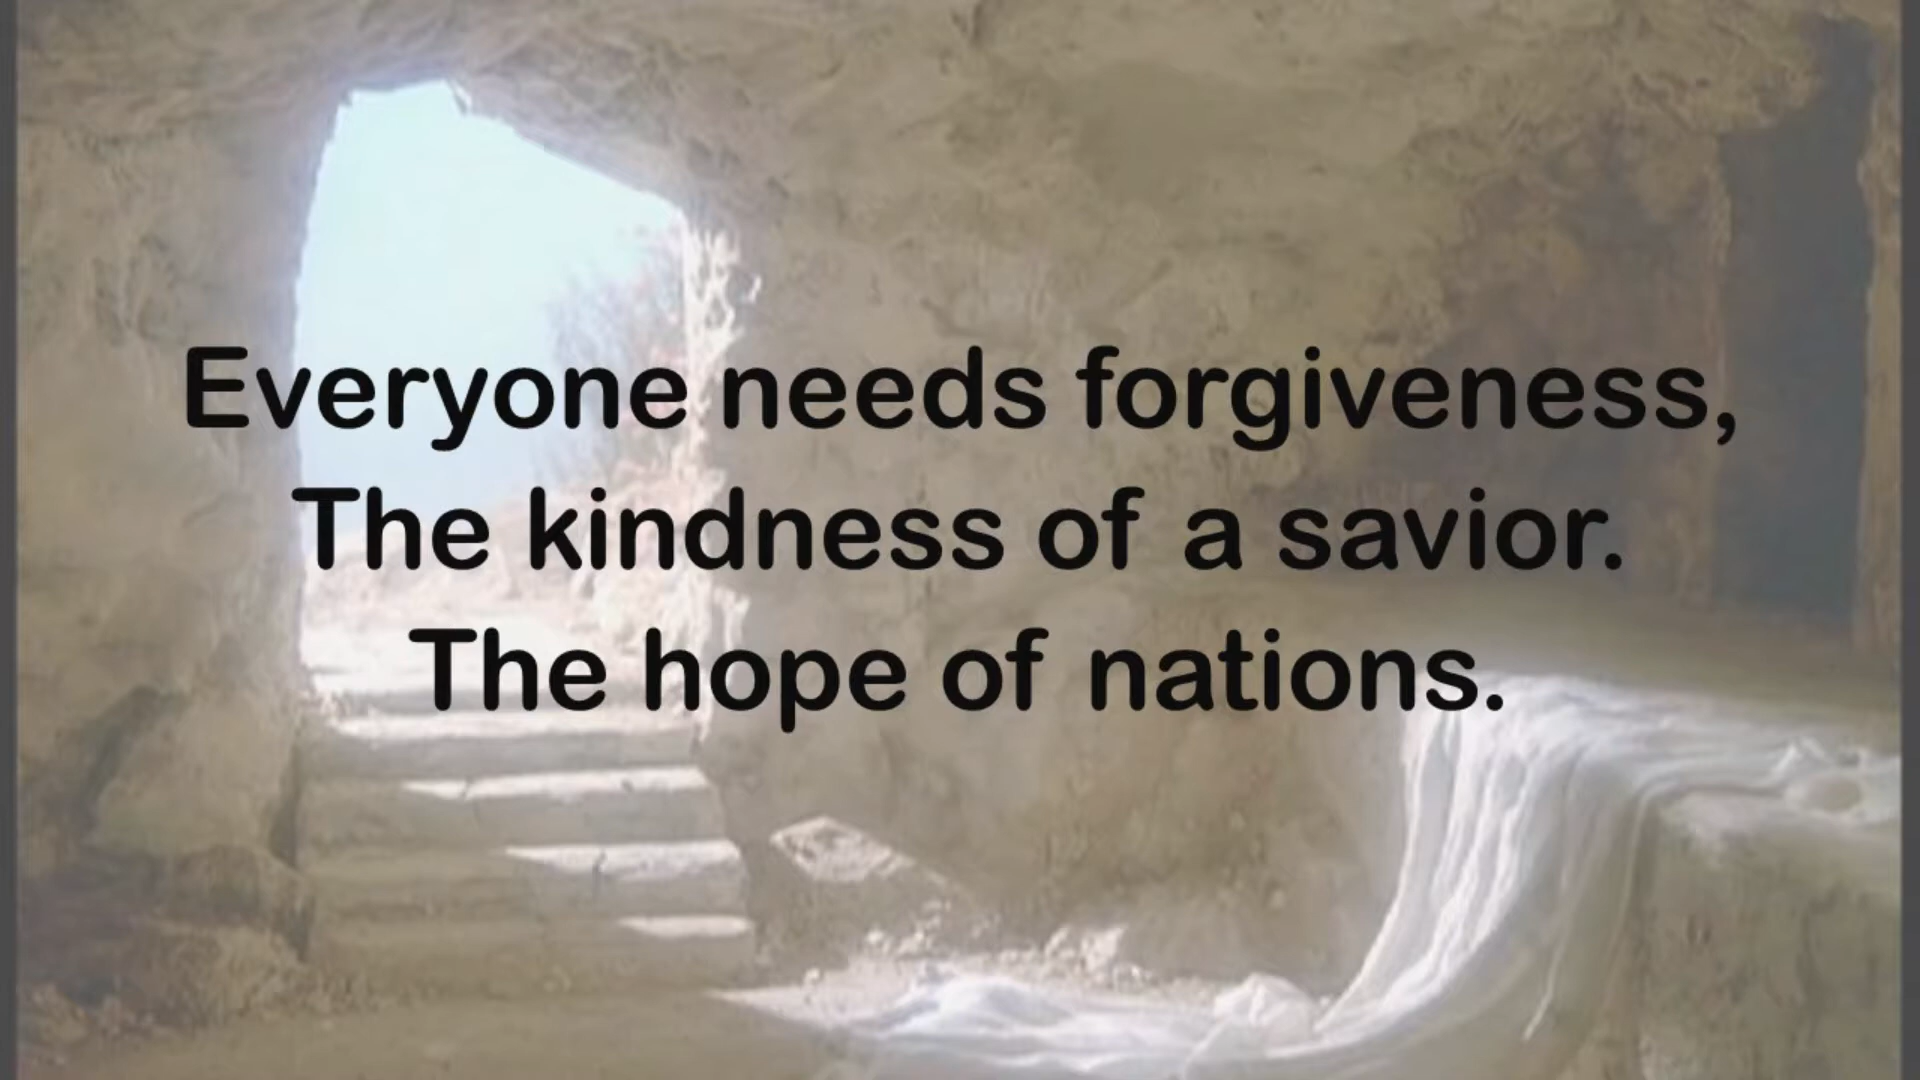 Everyone needs forgiveness,
The kindness of a savior.
The hope of nations.